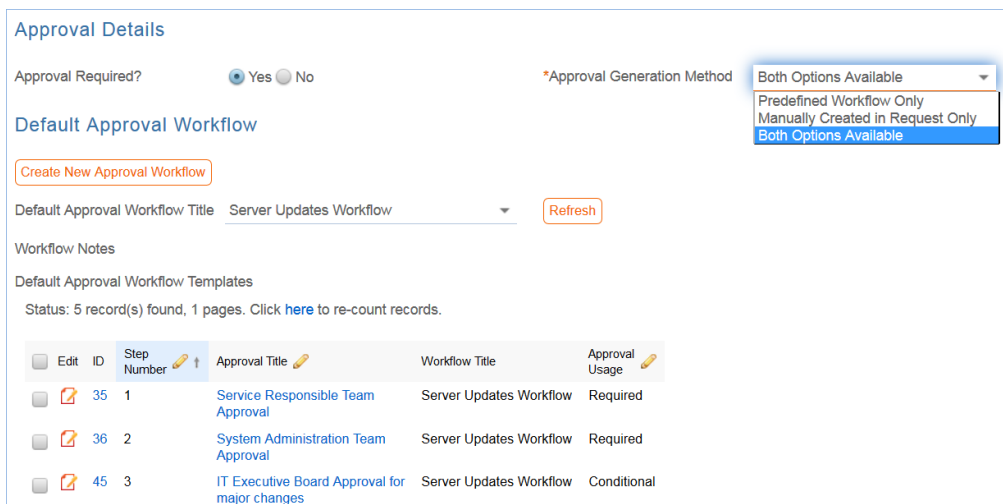 Approval Details
Approval Required? Yes No *Approval Generation Method Both Options Available
Predefined Workflow Only
Manually Created in Request Only
Both Options Available
Default Approval Workflow
Create New Approval Workflow
Default Approval Workflow Title Server Updates Workflow Refresh
Workflow Notes
Default Approval Workflow Templates
Status: 5 record(s) found, 1 pages. Click here to re-count records.
Edit ID Step Number Approval Title Workflow Title Approval Usage
35 1 Service Responsible Team Approval Server Updates Workflow Required
36 2 System Administration Team Approval Server Updates Workflow Required
45 3 IT Executive Board Approval for major changes Server Updates Workflow Conditional